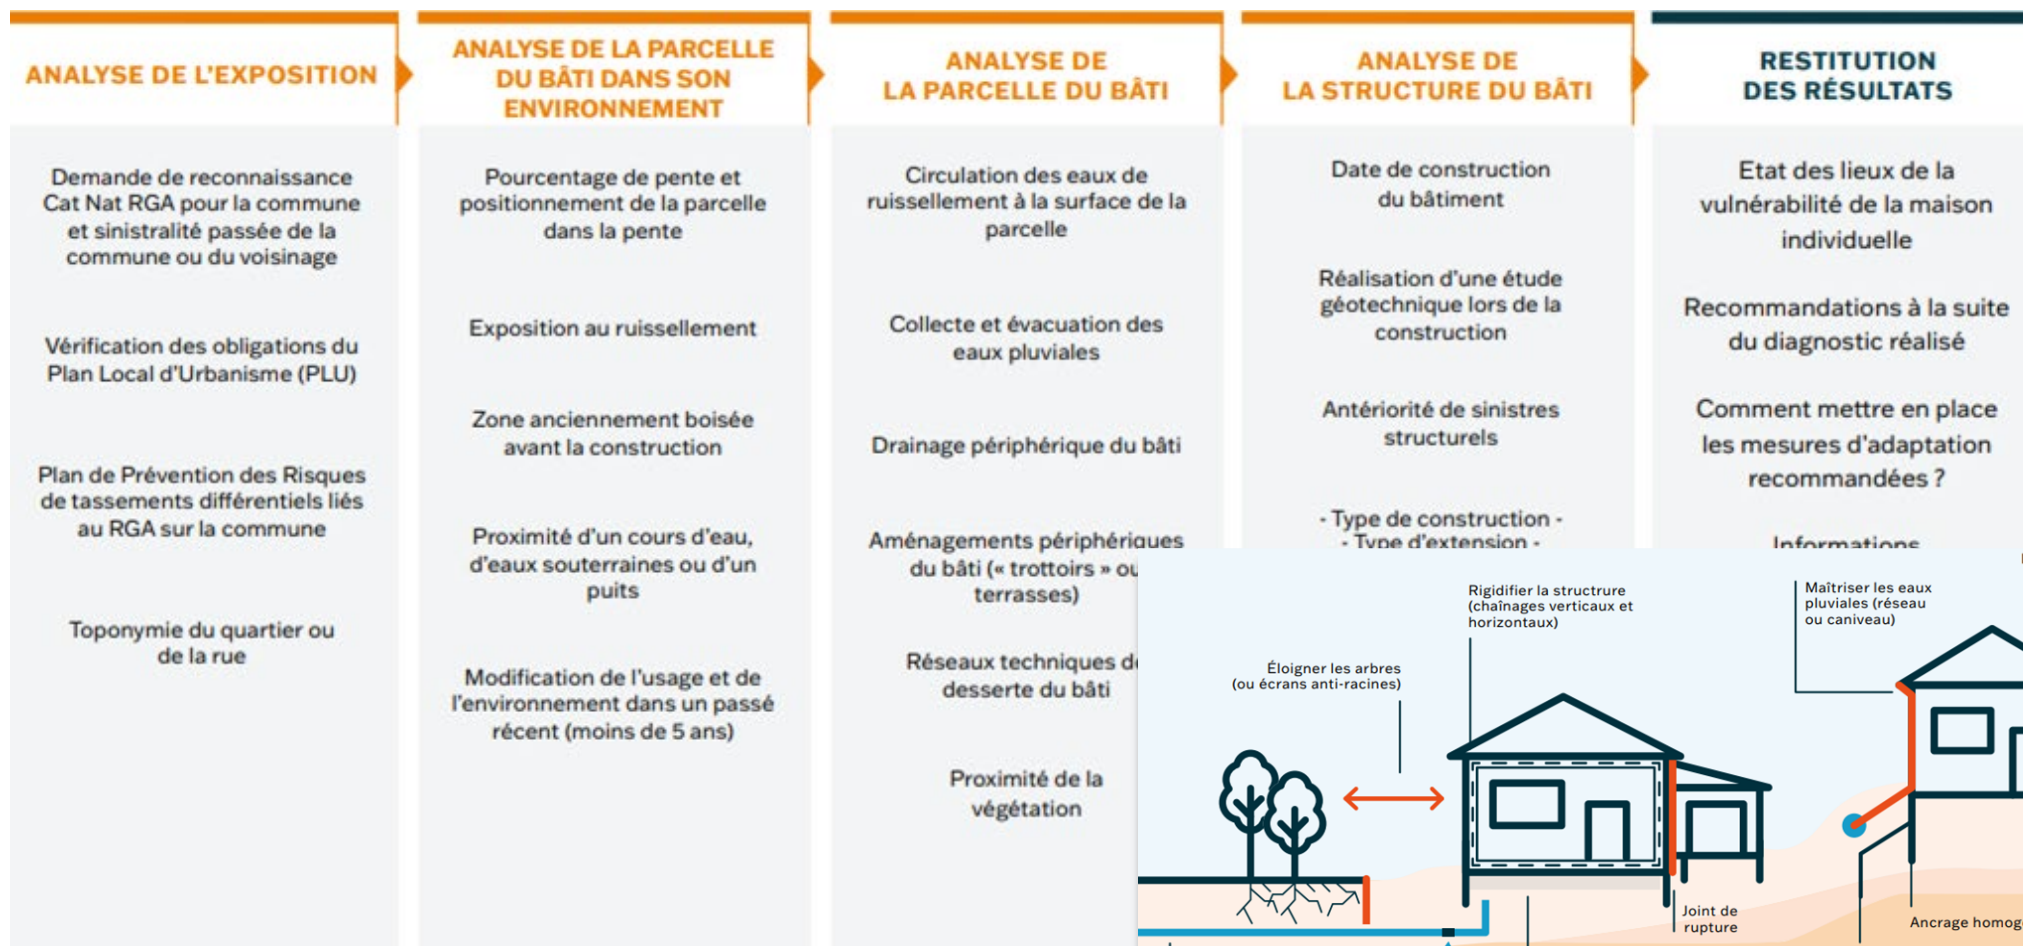 ANALYSE DE L'EXPOSITION
Demande de reconnaissance
Cat Nat RGA pour la commune
et sinistralité passée de la
commune ou du voisinage
Vérification des obligations du
Plan Local d'Urbanisme (PLU)
Plan de Prévention des Risques
de tassements différentiels liés
au RGA sur la commune
Toponymie du quartier ou
de la rue
ANALYSE DE LA PARCELLE
DU BÂTI DANS SON
ENVIRONNEMENT
Pourcentage de pente et
positionnement de la parcelle
dans la pente
Exposition au ruissellement
Zone anciennement boisée
avant la construction
Proximité d'un cours d'eau,
d'eaux souterraines ou d'un
puits
Modification de l'usage et de
l'environnement dans un passé
récent (moins de 5 ans)
ANALYSE DE
LA PARCELLE DU BÂTI
Circulation des eaux de
ruissellement à la surface de la
parcelle
Collecte et évacuation des
eaux pluviales
Drainage périphérique du bâti
Aménagements périphériques
du bâti (« trottoirs » ou
terrasses)
Réseaux techniques de
desserte du bâti
Proximité de la
végétation
ANALYSE DE
LA STRUCTURE DU BÂTI
Date de construction
du bâtiment
Réalisation d'une étude
géotechnique lors de la
construction
Antériorité de sinistres
structurels
- Type de construction -
- Type d'extension -
RESTITUTION
DES RÉSULTATS
Etat des lieux de la
vulnérabilité de la maison
individuelle
Recommandations à la suite
du diagnostic réalisé
Comment mettre en place
les mesures d'adaptation
recommandées ?
Informations
Éloigner les arbres
(ou écrans anti-racines)
Rigidifier la structrure
(chaînages verticaux et
horizontaux)
Maîtriser les eaux
pluviales (réseau
ou caniveau)
Joint de
rupture
Ancrage